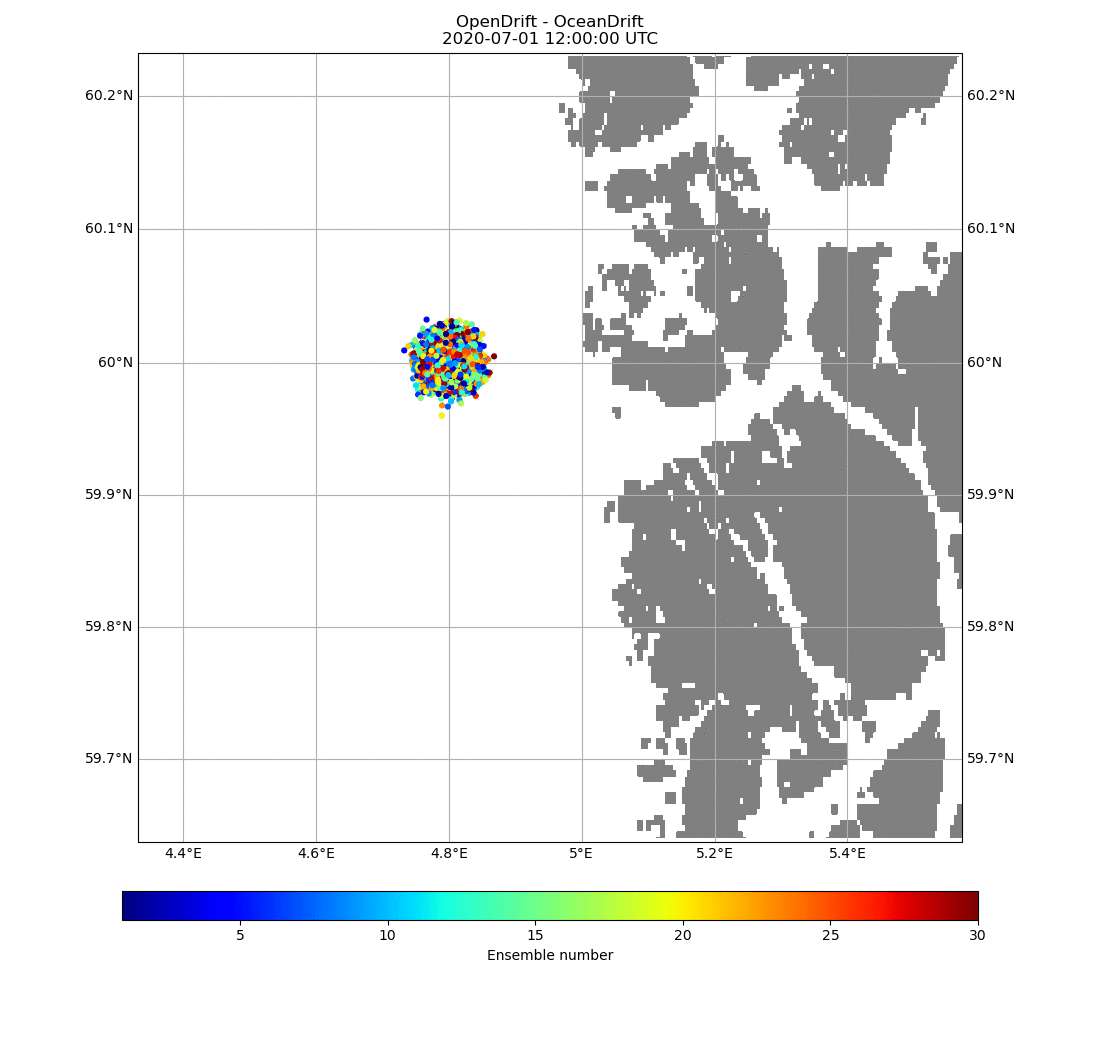 OpenDrift - OceanDrift
2020-07-01 12:00:00 UTC
60.2°N 60.2°N
60.1°N 60.1°N
60°N 60°N
59.9°N 59.9°N
59.8°N 59.8°N
59.7°N 59.7°N
4.4°E 4.6°E 4.8°E 5°E 5.2°E 5.4°E
5 10 15 20 25 30
Ensemble number